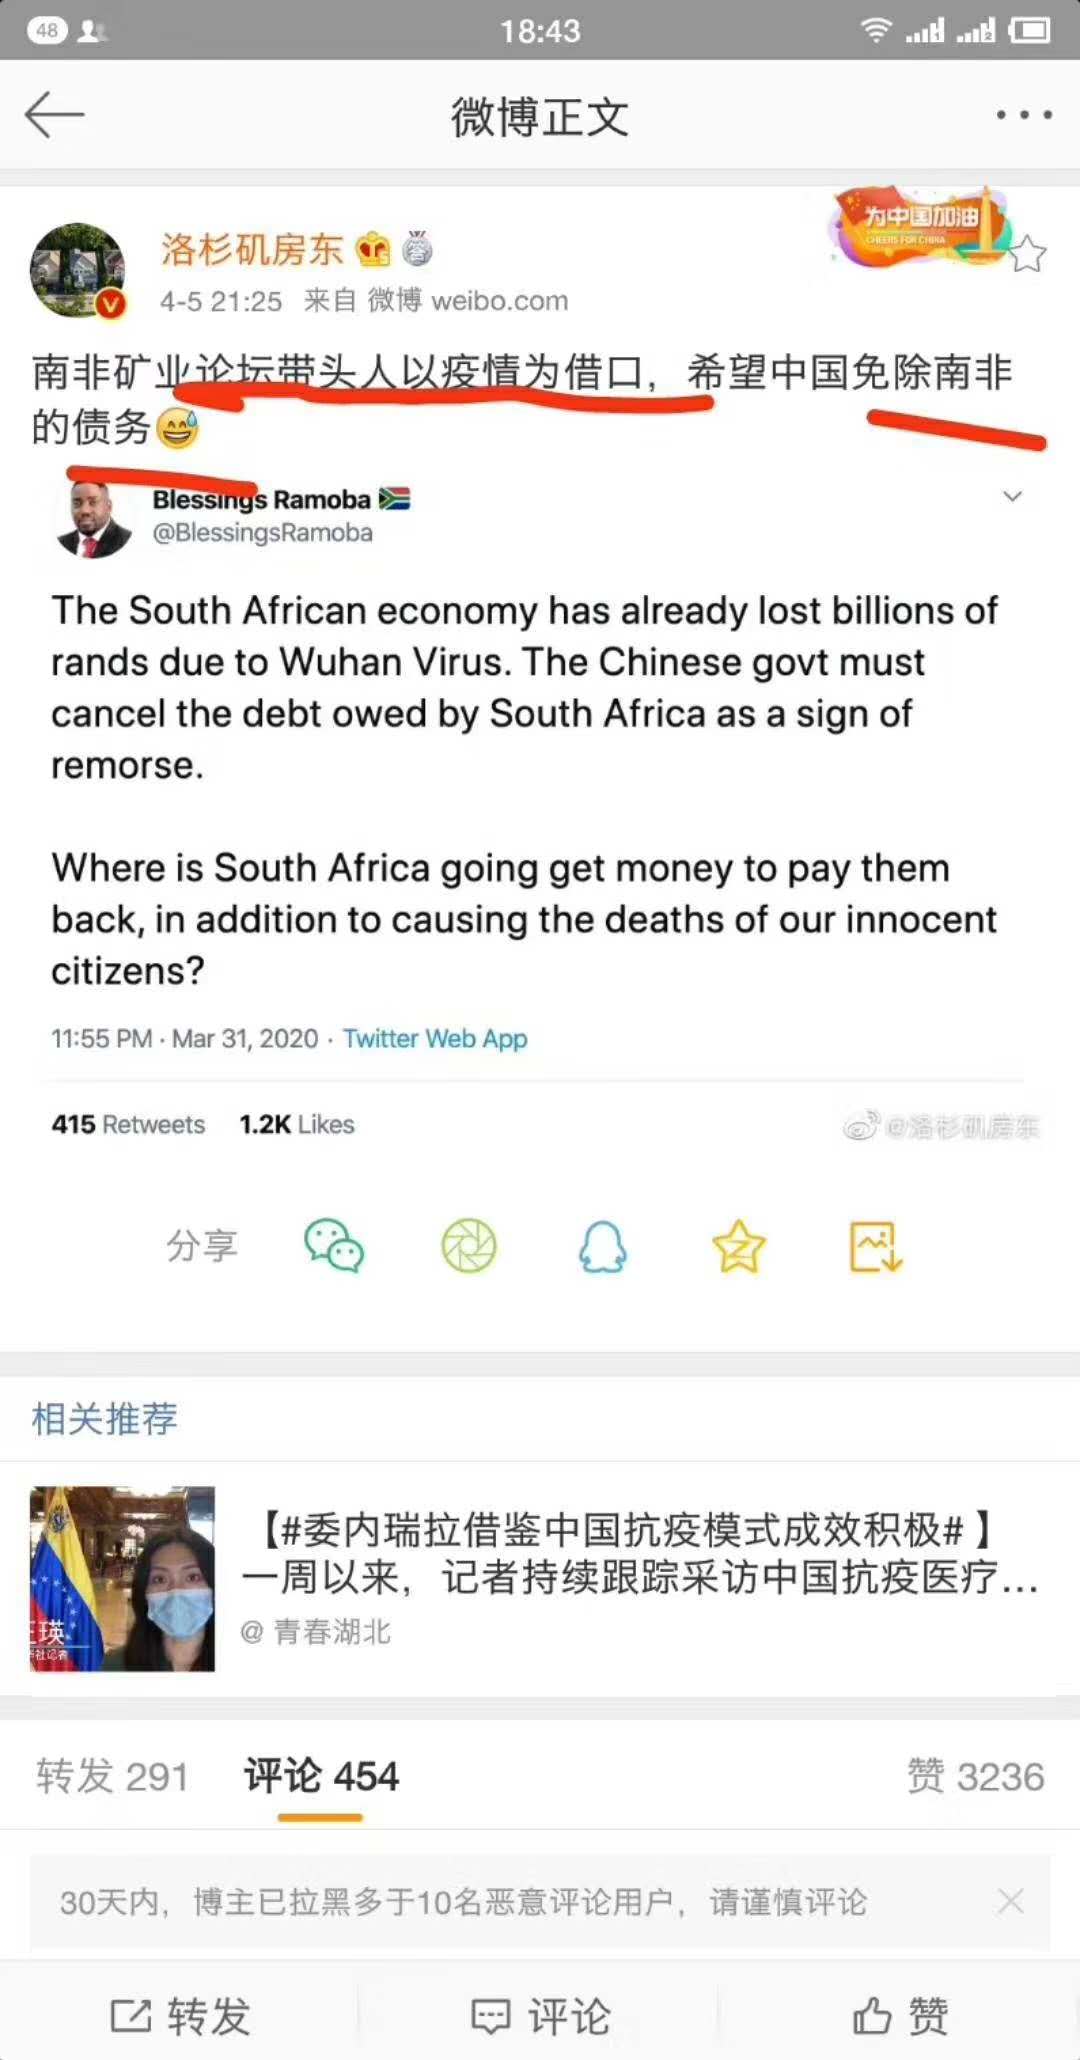 48
18:43
微博正文
为中国加油
CHEERS FOR CHINA
洛杉矶房东
4-5 21:25 来自 微博 weibo.com
南非矿业论坛带头人以疫情为借口，希望中国免除南非
的债务😅
Blessings Ramoba 🇿🇦
@BlessingsRamoba
The South African economy has already lost billions of
rands due to Wuhan Virus. The Chinese govt must
cancel the debt owed by South Africa as a sign of
remorse.
Where is South Africa going get money to pay them
back, in addition to causing the deaths of our innocent
citizens?
11:55 PM · Mar 31, 2020 · Twitter Web App
415 Retweets 1.2K Likes
@洛杉矶房东
分享
相关推荐
【#委内瑞拉借鉴中国抗疫模式成效积极#】
一周以来，记者持续跟踪采访中国抗疫医疗...
@ 青春湖北
瑛
社记者
转发 291 评论 454 赞 3236
30天内，博主已拉黑多于10名恶意评论用户，请谨慎评论
转发 评论 赞